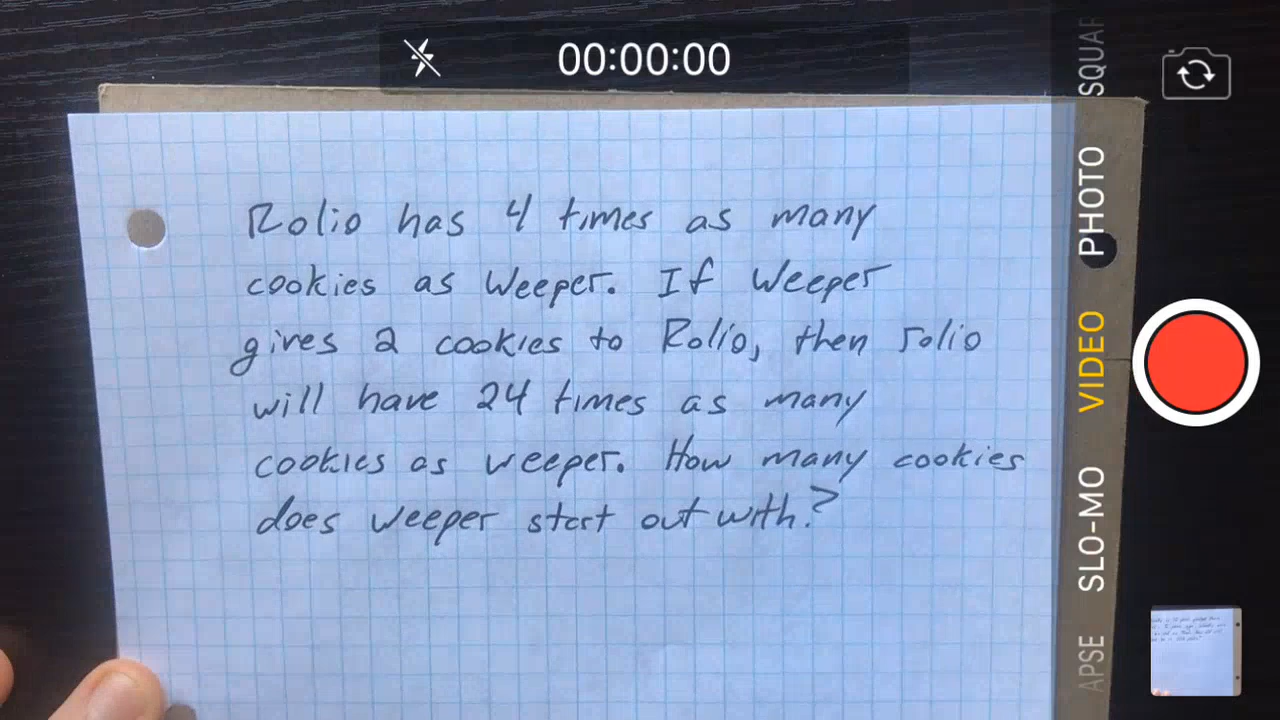 00:00:00
Rolio has 4 times as many
cookies as Weeper. If Weeper
gives 2 cookies to Rolio, then rolio
will have 24 times as many
cookies as weeper. How many cookies
does weeper start out with?
SQUAR
PHOTO
VIDEO
SLO-MO
APSE